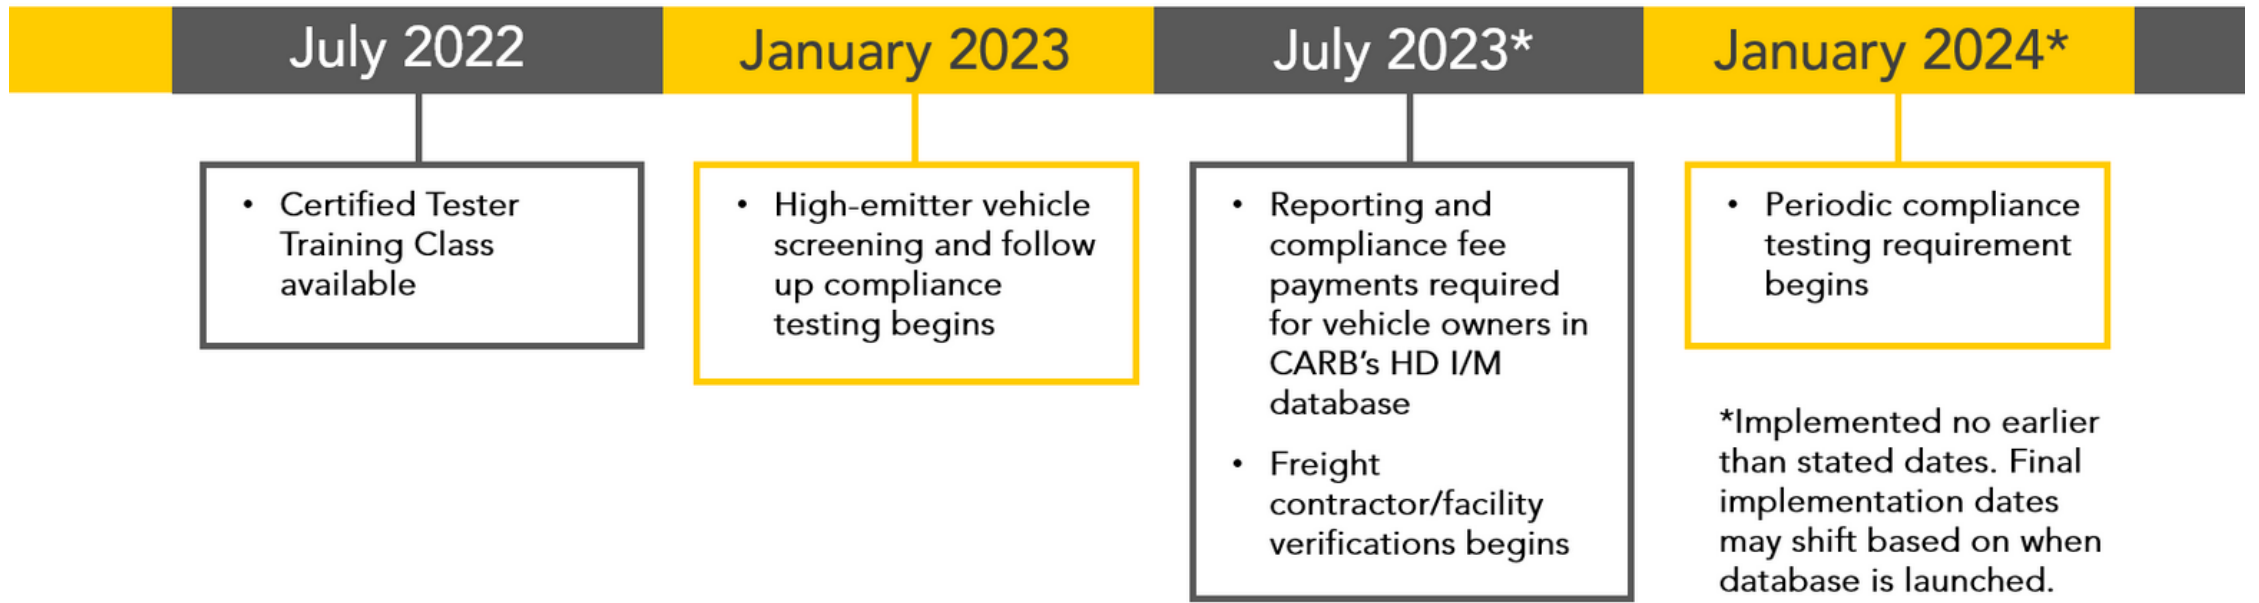 July 2022
January 2023
July 2023*
January 2024*
• Certified Tester
Training Class
available
• High-emitter vehicle
screening and follow
up compliance
testing begins
• Reporting and
compliance fee
payments required
for vehicle owners in
CARB's HD I/M
database
• Freight
contractor/facility
verifications begins
• Periodic compliance
testing requirement
begins
*Implemented no earlier
than stated dates. Final
implementation dates
may shift based on when
database is launched.